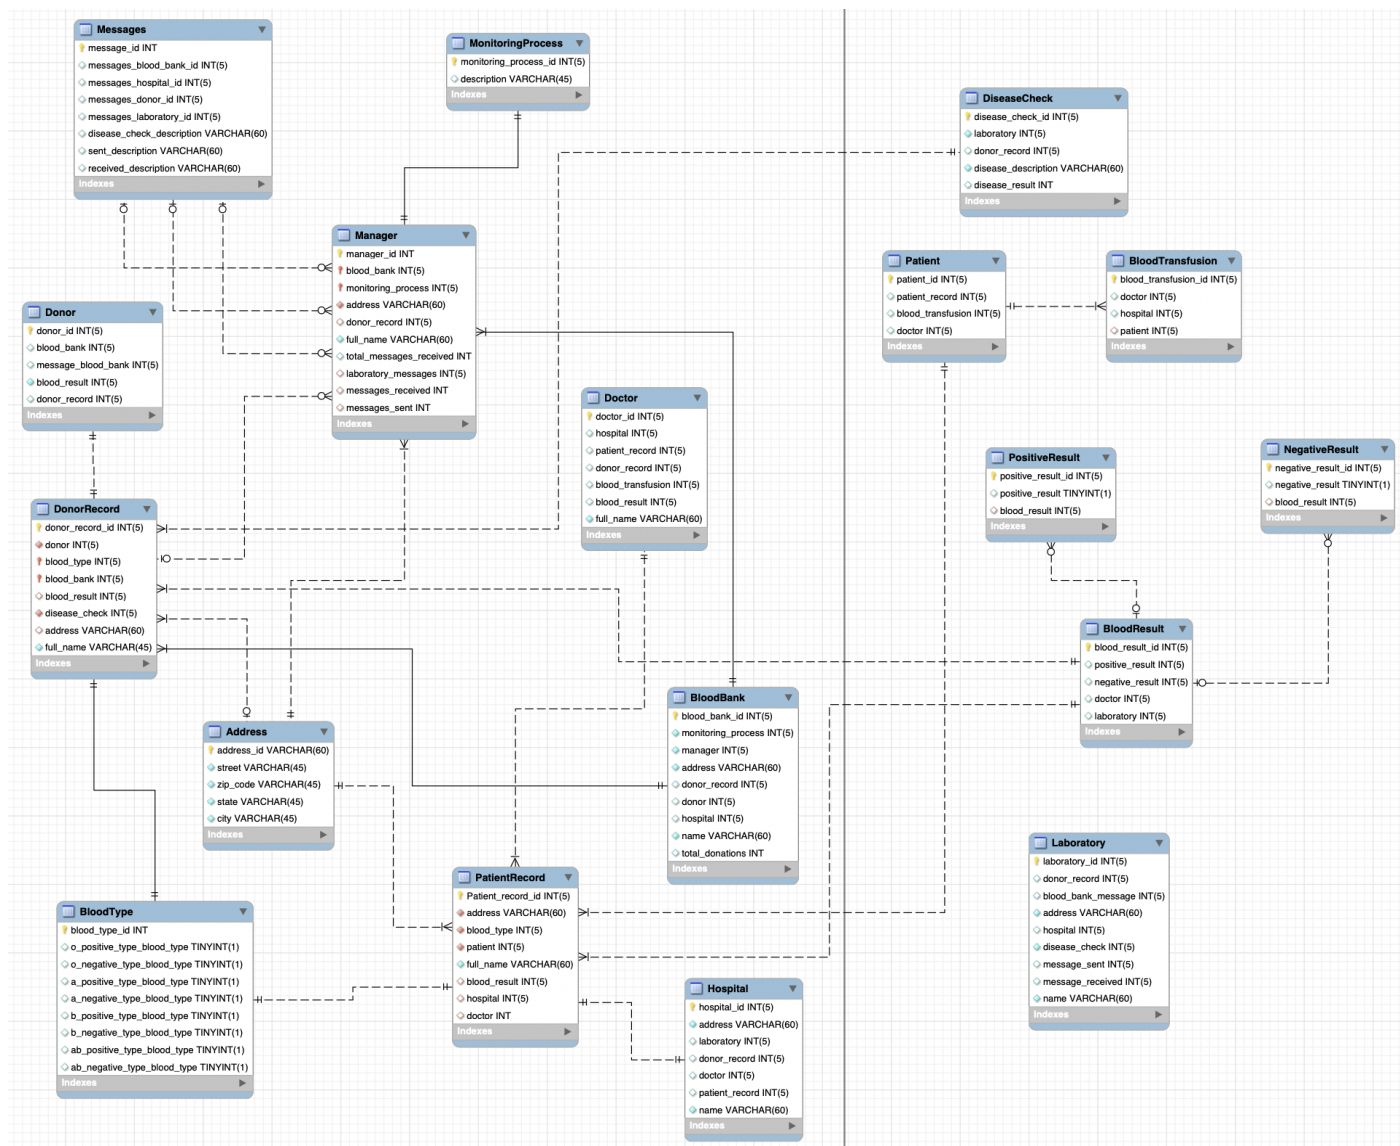 Messages
message_id INT
messages_blood_bank_id INT(5)
messages_hospital_id INT(5)
messages_donor_id INT(5)
messages_laboratory_id INT(5)
disease_check_description VARCHAR(60)
sent_description VARCHAR(60)
received_description VARCHAR(60)
Indexes
MonitoringProcess
monitoring_process_id INT(5)
description VARCHAR(45)
Indexes
DiseaseCheck
disease_check_id INT(5)
laboratory INT(5)
donor_record INT(5)
disease_description VARCHAR(60)
disease_result INT
Indexes
Manager
manager_id INT
blood_bank INT(5)
monitoring_process INT(5)
address VARCHAR(60)
donor_record INT(5)
full_name VARCHAR(60)
total_messages_received INT
laboratory_messages INT(5)
messages_received INT
messages_sent INT
Indexes
Patient
patient_id INT(5)
patient_record INT(5)
blood_transfusion INT(5)
doctor INT(5)
Indexes
BloodTransfusion
blood_transfusion_id INT(5)
doctor INT(5)
hospital INT(5)
patient INT(5)
Indexes
Donor
donor_id INT(5)
blood_bank INT(5)
message_blood_bank INT(5)
blood_result INT(5)
donor_record INT(5)
Indexes
Doctor
doctor_id INT(5)
hospital INT(5)
patient_record INT(5)
donor_record INT(5)
blood_transfusion INT(5)
blood_result INT(5)
full_name VARCHAR(60)
Indexes
PositiveResult
positive_result_id INT(5)
positive_result TINYINT(1)
blood_result INT(5)
Indexes
NegativeResult
negative_result_id INT(5)
negative_result TINYINT(1)
blood_result INT(5)
Indexes
DonorRecord
donor_record_id INT(5)
donor INT(5)
blood_type INT(5)
blood_bank INT(5)
blood_result INT(5)
disease_check INT(5)
address VARCHAR(60)
full_name VARCHAR(45)
Indexes
BloodResult
blood_result_id INT(5)
positive_result INT(5)
negative_result INT(5)
doctor INT(5)
laboratory INT(5)
Indexes
BloodBank
blood_bank_id INT(5)
monitoring_process INT(5)
manager INT(5)
address VARCHAR(60)
donor_record INT(5)
donor INT(5)
hospital INT(5)
name VARCHAR(60)
total_donations INT
Indexes
Address
address_id VARCHAR(60)
street VARCHAR(45)
zip_code VARCHAR(45)
state VARCHAR(45)
city VARCHAR(45)
Indexes
Laboratory
laboratory_id INT(5)
donor_record INT(5)
blood_bank_message INT(5)
address VARCHAR(60)
hospital INT(5)
disease_check INT(5)
message_sent INT(5)
message_received INT(5)
name VARCHAR(60)
Indexes
PatientRecord
Patient_record_id INT(5)
address VARCHAR(60)
blood_type INT(5)
patient INT(5)
full_name VARCHAR(60)
blood_result INT(5)
hospital INT(5)
doctor INT
Indexes
BloodType
blood_type_id INT
o_positive_type_blood_type TINYINT(1)
o_negative_type_blood_type TINYINT(1)
a_positive_type_blood_type TINYINT(1)
a_negative_type_blood_type TINYINT(1)
b_positive_type_blood_type TINYINT(1)
b_negative_type_blood_type TINYINT(1)
ab_positive_type_blood_type TINYINT(1)
ab_negative_type_blood_type TINYINT(1)
Indexes
Hospital
hospital_id INT(5)
address VARCHAR(60)
laboratory INT(5)
donor_record INT(5)
doctor INT(5)
patient_record INT(5)
name VARCHAR(60)
Indexes